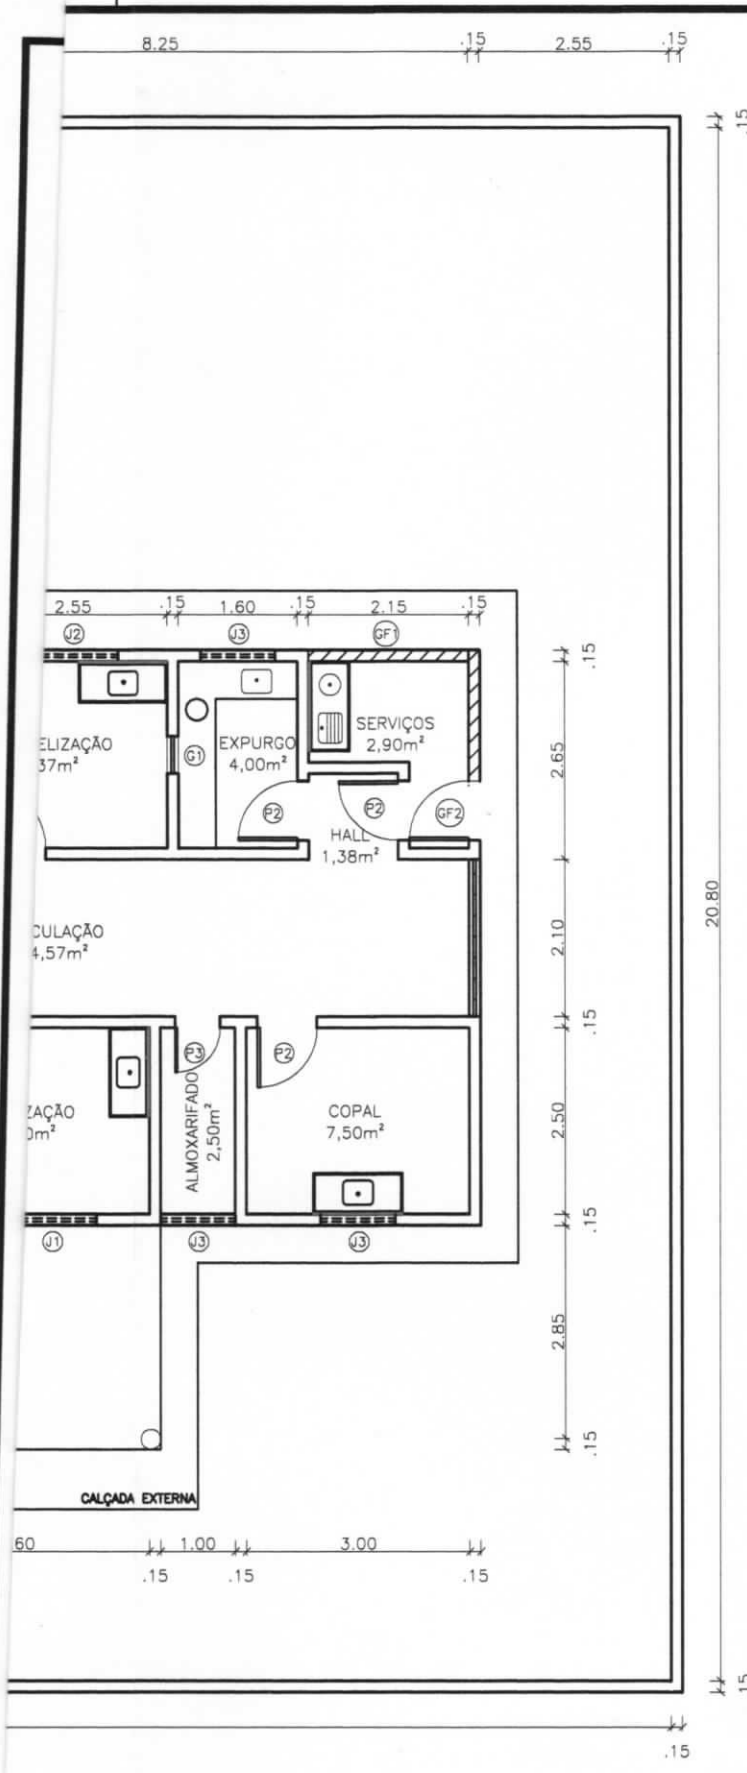 8.25 .15 2.55 .15
.15
2.55 .15 1.60 .15 2.15 .15
J2 J3 GF1
.15
ELIZAÇÃO
37m²
G1
EXPURGO
4,00m²
SERVIÇOS
2,90m²
2.65
P2
P2
GF2
HALL
1,38m²
CULAÇÃO
4,57m²
2.10
20.80
.15
P3
P2
ZAÇÃO
0m²
ALMOXARIFADO
2,50m²
COPA
7,50m²
2.50
.15
J1 J3 J3
2.85
.15
CALÇADA EXTERNA
60 1.00 3.00
.15 .15 .15
.15
.15